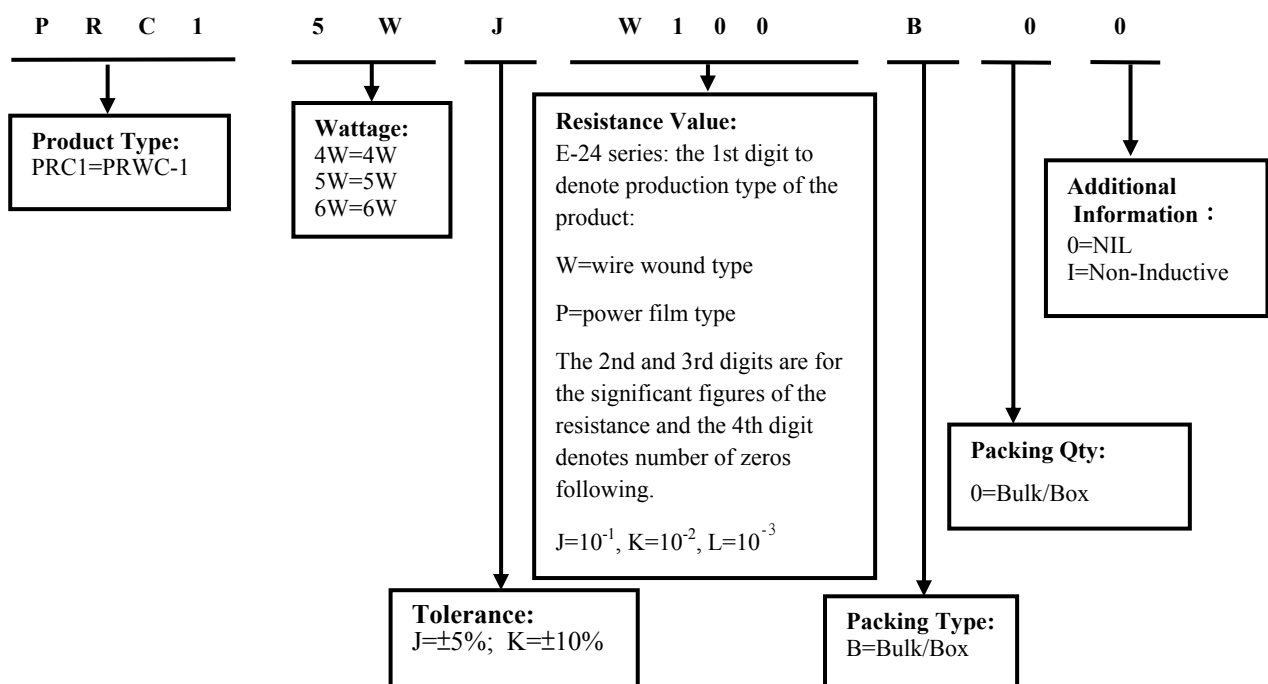 P R C 1 5 W J W 1 0 0 B 0 0
Product Type:
PRC1=PRWC-1
Wattage:
4W=4W
5W=5W
6W=6W
Resistance Value:
E-24 series: the 1st digit to
denote production type of the
product:
W=wire wound type
P=power film type
The 2nd and 3rd digits are for
the significant figures of the
resistance and the 4th digit
denotes number of zeros
following.
J=10⁻¹, K=10⁻², L=10⁻³
Additional
Information：
0=NIL
I=Non-Inductive
Packing Qty:
0=Bulk/Box
Tolerance:
J=±5%; K=±10%
Packing Type:
B=Bulk/Box